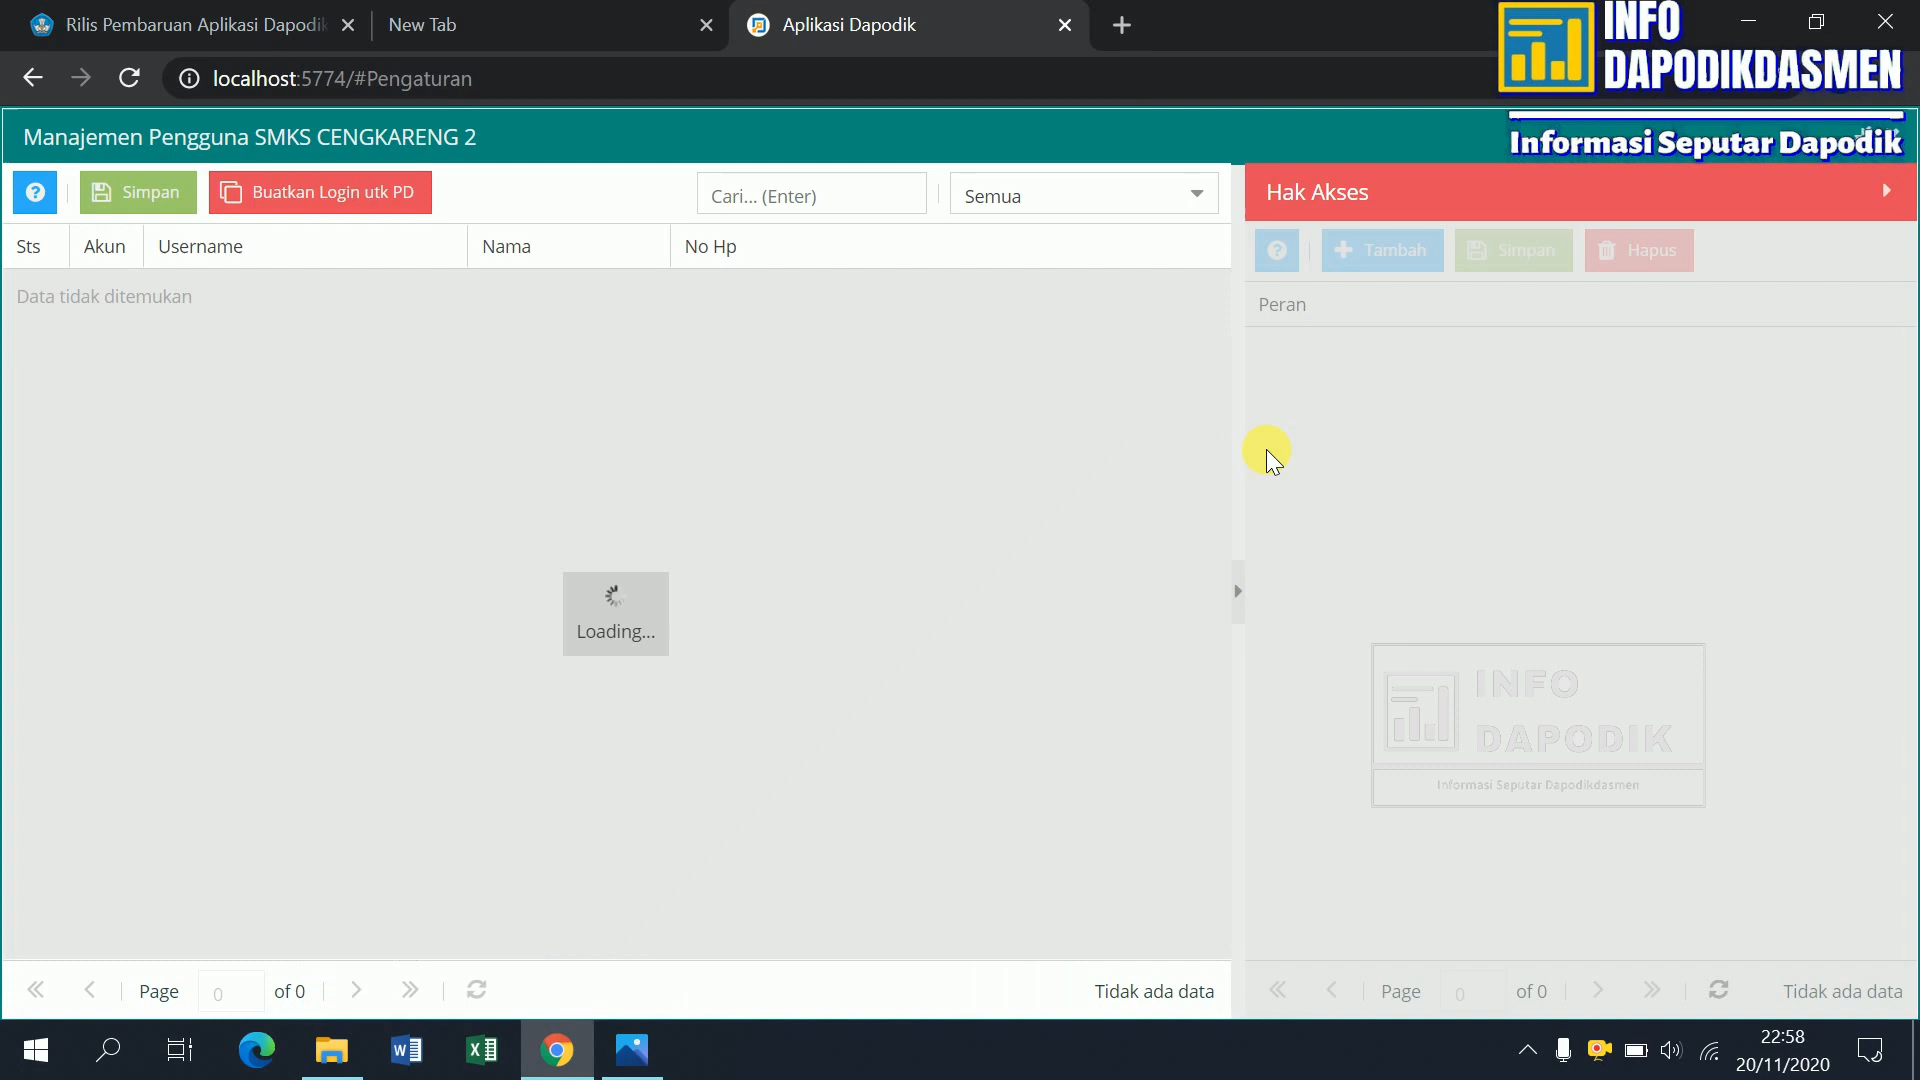 Rilis Pembaruan Aplikasi Dapodik
New Tab
Aplikasi Dapodik
INFO
DAPODIKDASMEN
localhost:5774/#Pengaturan
Manajemen Pengguna SMKS CENGKARENG 2
Informasi Seputar Dapodik
Simpan
Buatkan Login utk PD
Cari... (Enter)
Semua
Hak Akses
Tambah
Simpan
Hapus
Sts
Akun
Username
Nama
No Hp
Data tidak ditemukan
Peran
Loading...
INFO
DAPODIK
Informasi Seputar Dapodikdasmen
Page 0 of 0
Tidak ada data
Page 0 of 0
Tidak ada data
22:58
20/11/2020